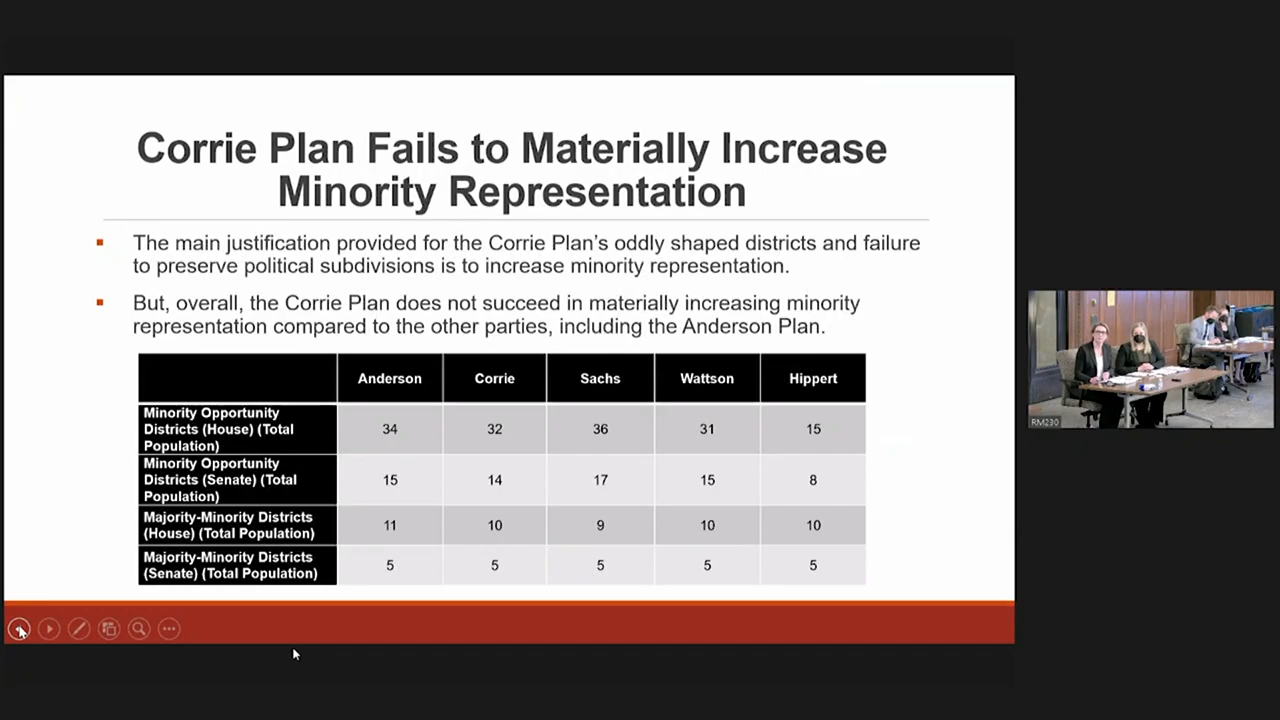 Corrie Plan Fails to Materially Increase
Minority Representation
The main justification provided for the Corrie Plan's oddly shaped districts and failure
to preserve political subdivisions is to increase minority representation.
But, overall, the Corrie Plan does not succeed in materially increasing minority
representation compared to the other parties, including the Anderson Plan.
Anderson Corrie Sachs Wattson Hippert
Minority Opportunity
Districts (House) (Total
Population)
34 32 36 31 15
Minority Opportunity
Districts (Senate) (Total
Population)
15 14 17 15 8
Majority-Minority Districts
(House) (Total Population)
11 10 9 10 10
Majority-Minority Districts
(Senate) (Total Population)
5 5 5 5 5
RM230